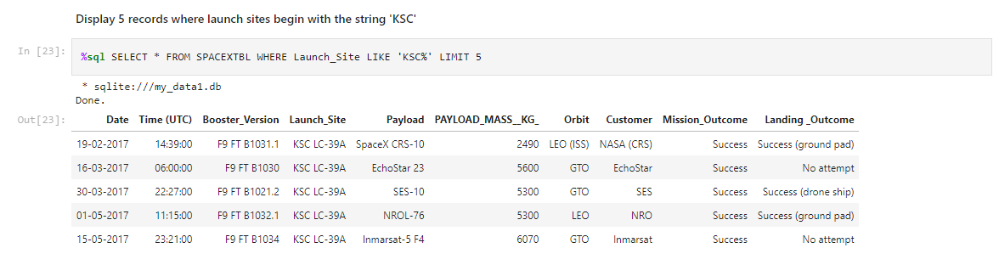 Display 5 records where launch sites begin with the string 'KSC'
In [23]: %sql SELECT * FROM SPACEXTBL WHERE Launch_Site LIKE 'KSC%' LIMIT 5
* sqlite:///my_data1.db
Done.
Out[23]: Date Time (UTC) Booster_Version Launch_Site Payload PAYLOAD_MASS__KG_ Orbit Customer Mission_Outcome Landing _Outcome
19-02-2017 14:39:00 F9 FT B1031.1 KSC LC-39A SpaceX CRS-10 2490 LEO (ISS) NASA (CRS) Success Success (ground pad)
16-03-2017 06:00:00 F9 FT B1030 KSC LC-39A EchoStar 23 5600 GTO EchoStar Success No attempt
30-03-2017 22:27:00 F9 FT B1021.2 KSC LC-39A SES-10 5300 GTO SES Success Success (drone ship)
01-05-2017 11:15:00 F9 FT B1032.1 KSC LC-39A NROL-76 5300 LEO NRO Success Success (ground pad)
15-05-2017 23:21:00 F9 FT B1034 KSC LC-39A Inmarsat-5 F4 6070 GTO Inmarsat Success No attempt